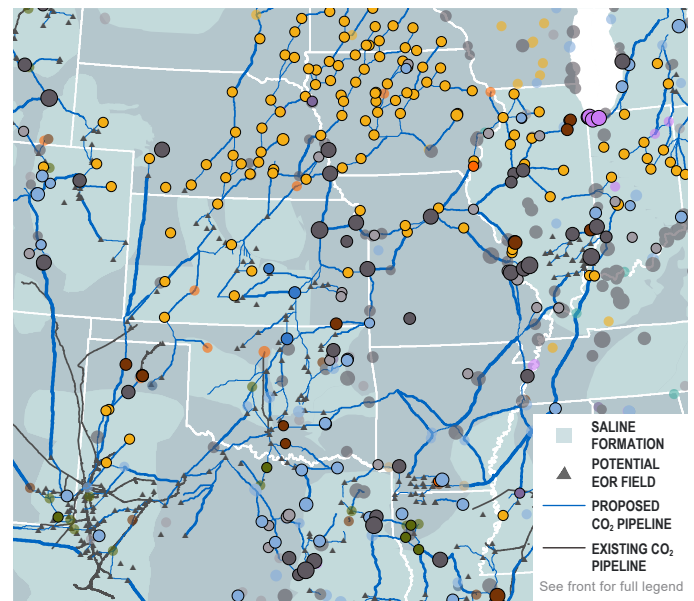 SALINE
FORMATION
POTENTIAL
EOR FIELD
PROPOSED
CO₂ PIPELINE
EXISTING CO₂
PIPELINE
See front for full legend